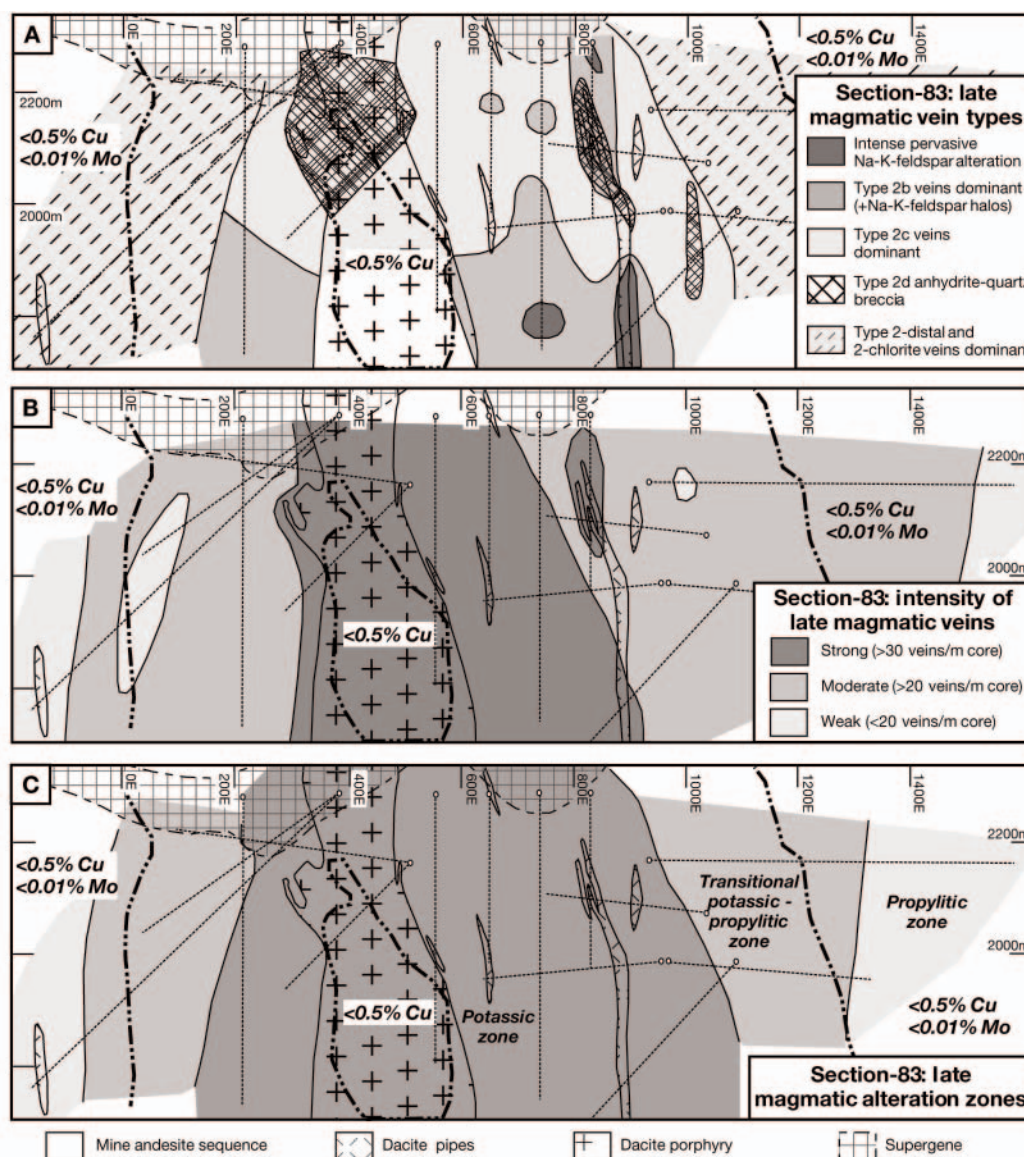 A
0E
200E
400E
600E
800E
1000E
1400E
2200m
2000m
<0.5% Cu
<0.01% Mo
<0.5% Cu
<0.5% Cu
<0.01% Mo
Section-83: late
magmatic vein types
Intense pervasive
Na-K-feldspar alteration
Type 2b veins dominant
(+Na-K-feldspar halos)
Type 2c veins
dominant
Type 2d anhydrite-quartz
breccia
Type 2-distal and
2-chlorite veins dominant
B
0E
200E
400E
600E
800E
1000E
1200E
1400E
2200m
2000m
<0.5% Cu
<0.01% Mo
<0.5% Cu
<0.5% Cu
<0.01% Mo
Section-83: intensity of
late magmatic veins
Strong (>30 veins/m core)
Moderate (>20 veins/m core)
Weak (<20 veins/m core)
C
0E
200E
400E
600E
800E
1000E
1200E
1400E
2200m
2000m
<0.5% Cu
<0.01% Mo
<0.5% Cu
Potassic
zone
Transitional
potassic -
propylitic
zone
Propylitic
zone
<0.5% Cu
<0.01% Mo
Section-83: late
magmatic alteration zones
Mine andesite sequence
Dacite pipes
Dacite porphyry
Supergene